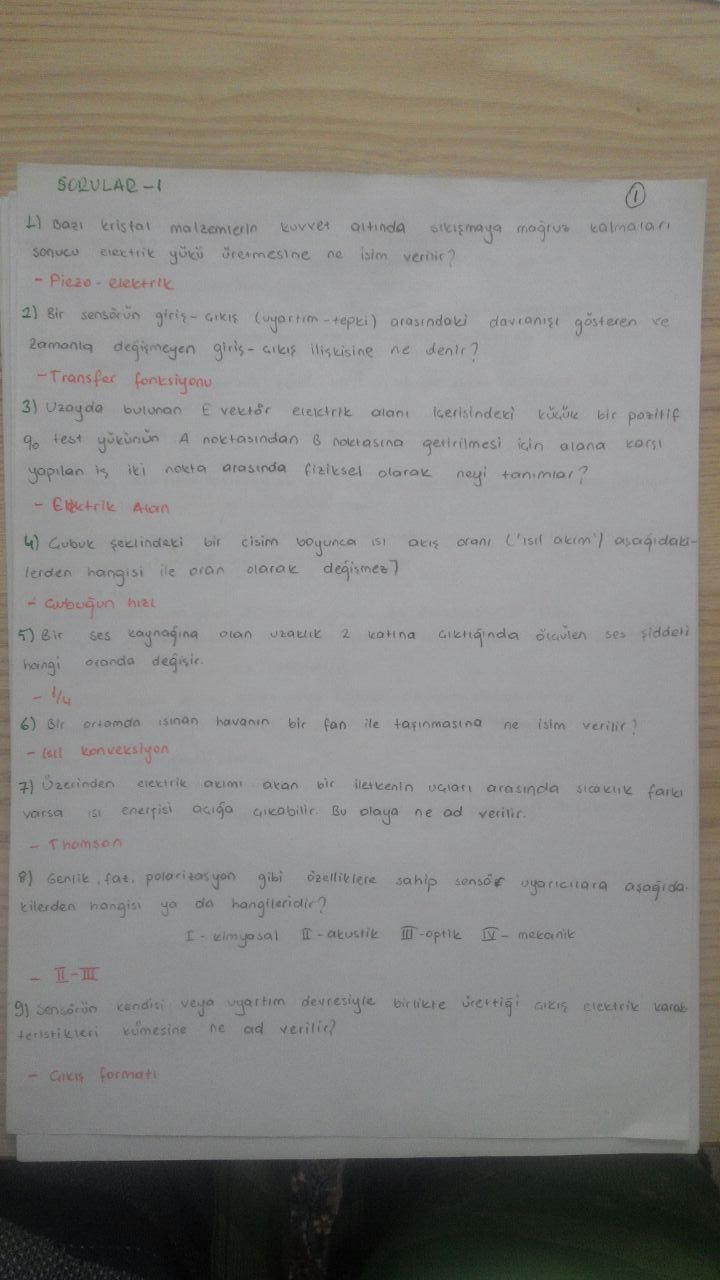 SORULAR-1
1
1) Bazı kristal malzemlerin kuvvet altında sıkışmaya mağruz kalmaları
sonucu elektrik yükü üretmesine ne isim verilir?
- Piezo-elektrik
2) Bir sensörün giriş-çıkış (uyartım-tepki) arasındaki davranışı gösteren ve
zamanla değişmeyen giriş-çıkış ilişkisine ne denir?
-Transfer fonksiyonu
3) Uzayda bulunan E vektör elektrik alanı içerisindeki küçük bir pozitif
q₀ test yükünün A noktasından B noktasına getirilmesi için alana karşı
yapılan iş iki nokta arasında fiziksel olarak neyi tanımlar?
- Elektrik Alan
4) Çubuk şeklindeki bir cisim boyunca ısı akış oranı ('ısıl akım') aşağıdaki-
lerden hangisi ile oran olarak değişmez?
- Çubuğun hızı
5) Bir ses kaynağına olan uzaklık 2 katına çıktığında ölçülen ses şiddeti
hangi oranda değişir.
- 1/4
6) Bir ortamda ısınan havanın bir fan ile taşınmasına ne isim verilir?
- Isıl konveksiyon
7) Üzerinden elektrik akımı akan bir iletkenin uçları arasında sıcaklık farkı
varsa ısı enerjisi açığa çıkabilir. Bu olaya ne ad verilir.
- Thomson
8) Genlik, faz, polarizasyon gibi özelliklere sahip sensör uyarıcılara aşağıda-
kilerden hangisi ya da hangileridir?
I - kimyasal II - akustik III -optik IV - mekanik
- II-III
9) Sensörün kendisi veya uyartım devresiyle birlikte ürettiği çıkış elektrik karak-
teristikleri kümesine ne ad verilir?
- Çıkış formatı